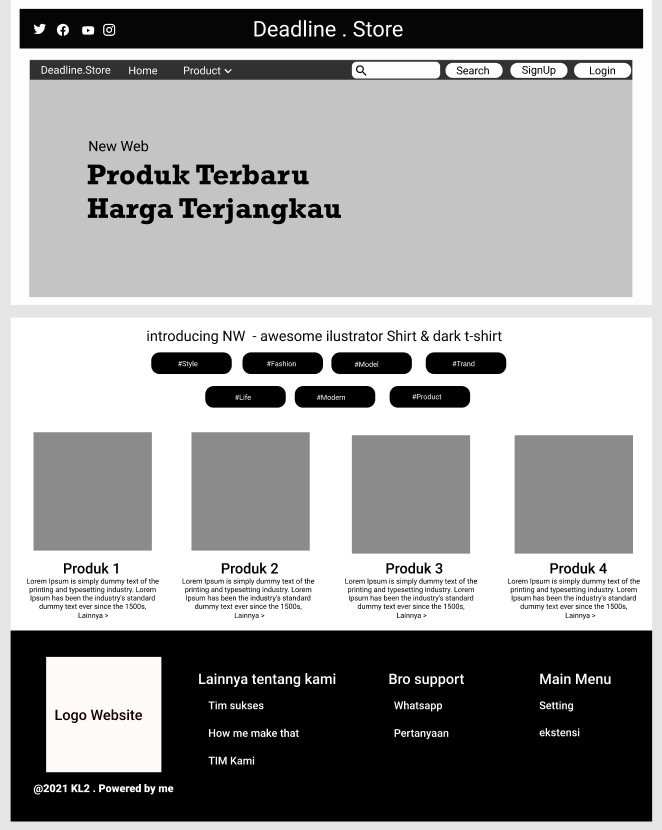 Deadline . Store
Deadline.Store Home Product Search SignUp Login
New Web
Produk Terbaru
Harga Terjangkau
introducing NW - awesome ilustrator Shirt & dark t-shirt
#Style #Fashion #Model #Trand
#Life #Modern #Product
Produk 1
Lorem Ipsum is simply dummy text of the
printing and typesetting industry. Lorem
Ipsum has been the industry's standard
dummy text ever since the 1500s,
Lainnya >
Produk 2
Lorem Ipsum is simply dummy text of the
printing and typesetting industry. Lorem
Ipsum has been the industry's standard
dummy text ever since the 1500s,
Lainnya >
Produk 3
Lorem Ipsum is simply dummy text of the
printing and typesetting industry. Lorem
Ipsum has been the industry's standard
dummy text ever since the 1500s,
Lainnya >
Produk 4
Lorem Ipsum is simply dummy text of the
printing and typesetting industry. Lorem
Ipsum has been the industry's standard
dummy text ever since the 1500s,
Lainnya >
Logo Website
@2021 KL2 . Powered by me
Lainnya tentang kami
Tim sukses
How me make that
TIM Kami
Bro support
Whatsapp
Pertanyaan
Main Menu
Setting
ekstensi